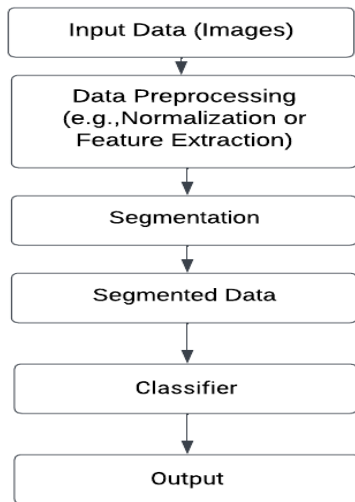 Input Data (Images)
Data Preprocessing
(e.g.,Normalization or
Feature Extraction)
Segmentation
Segmented Data
Classifier
Output